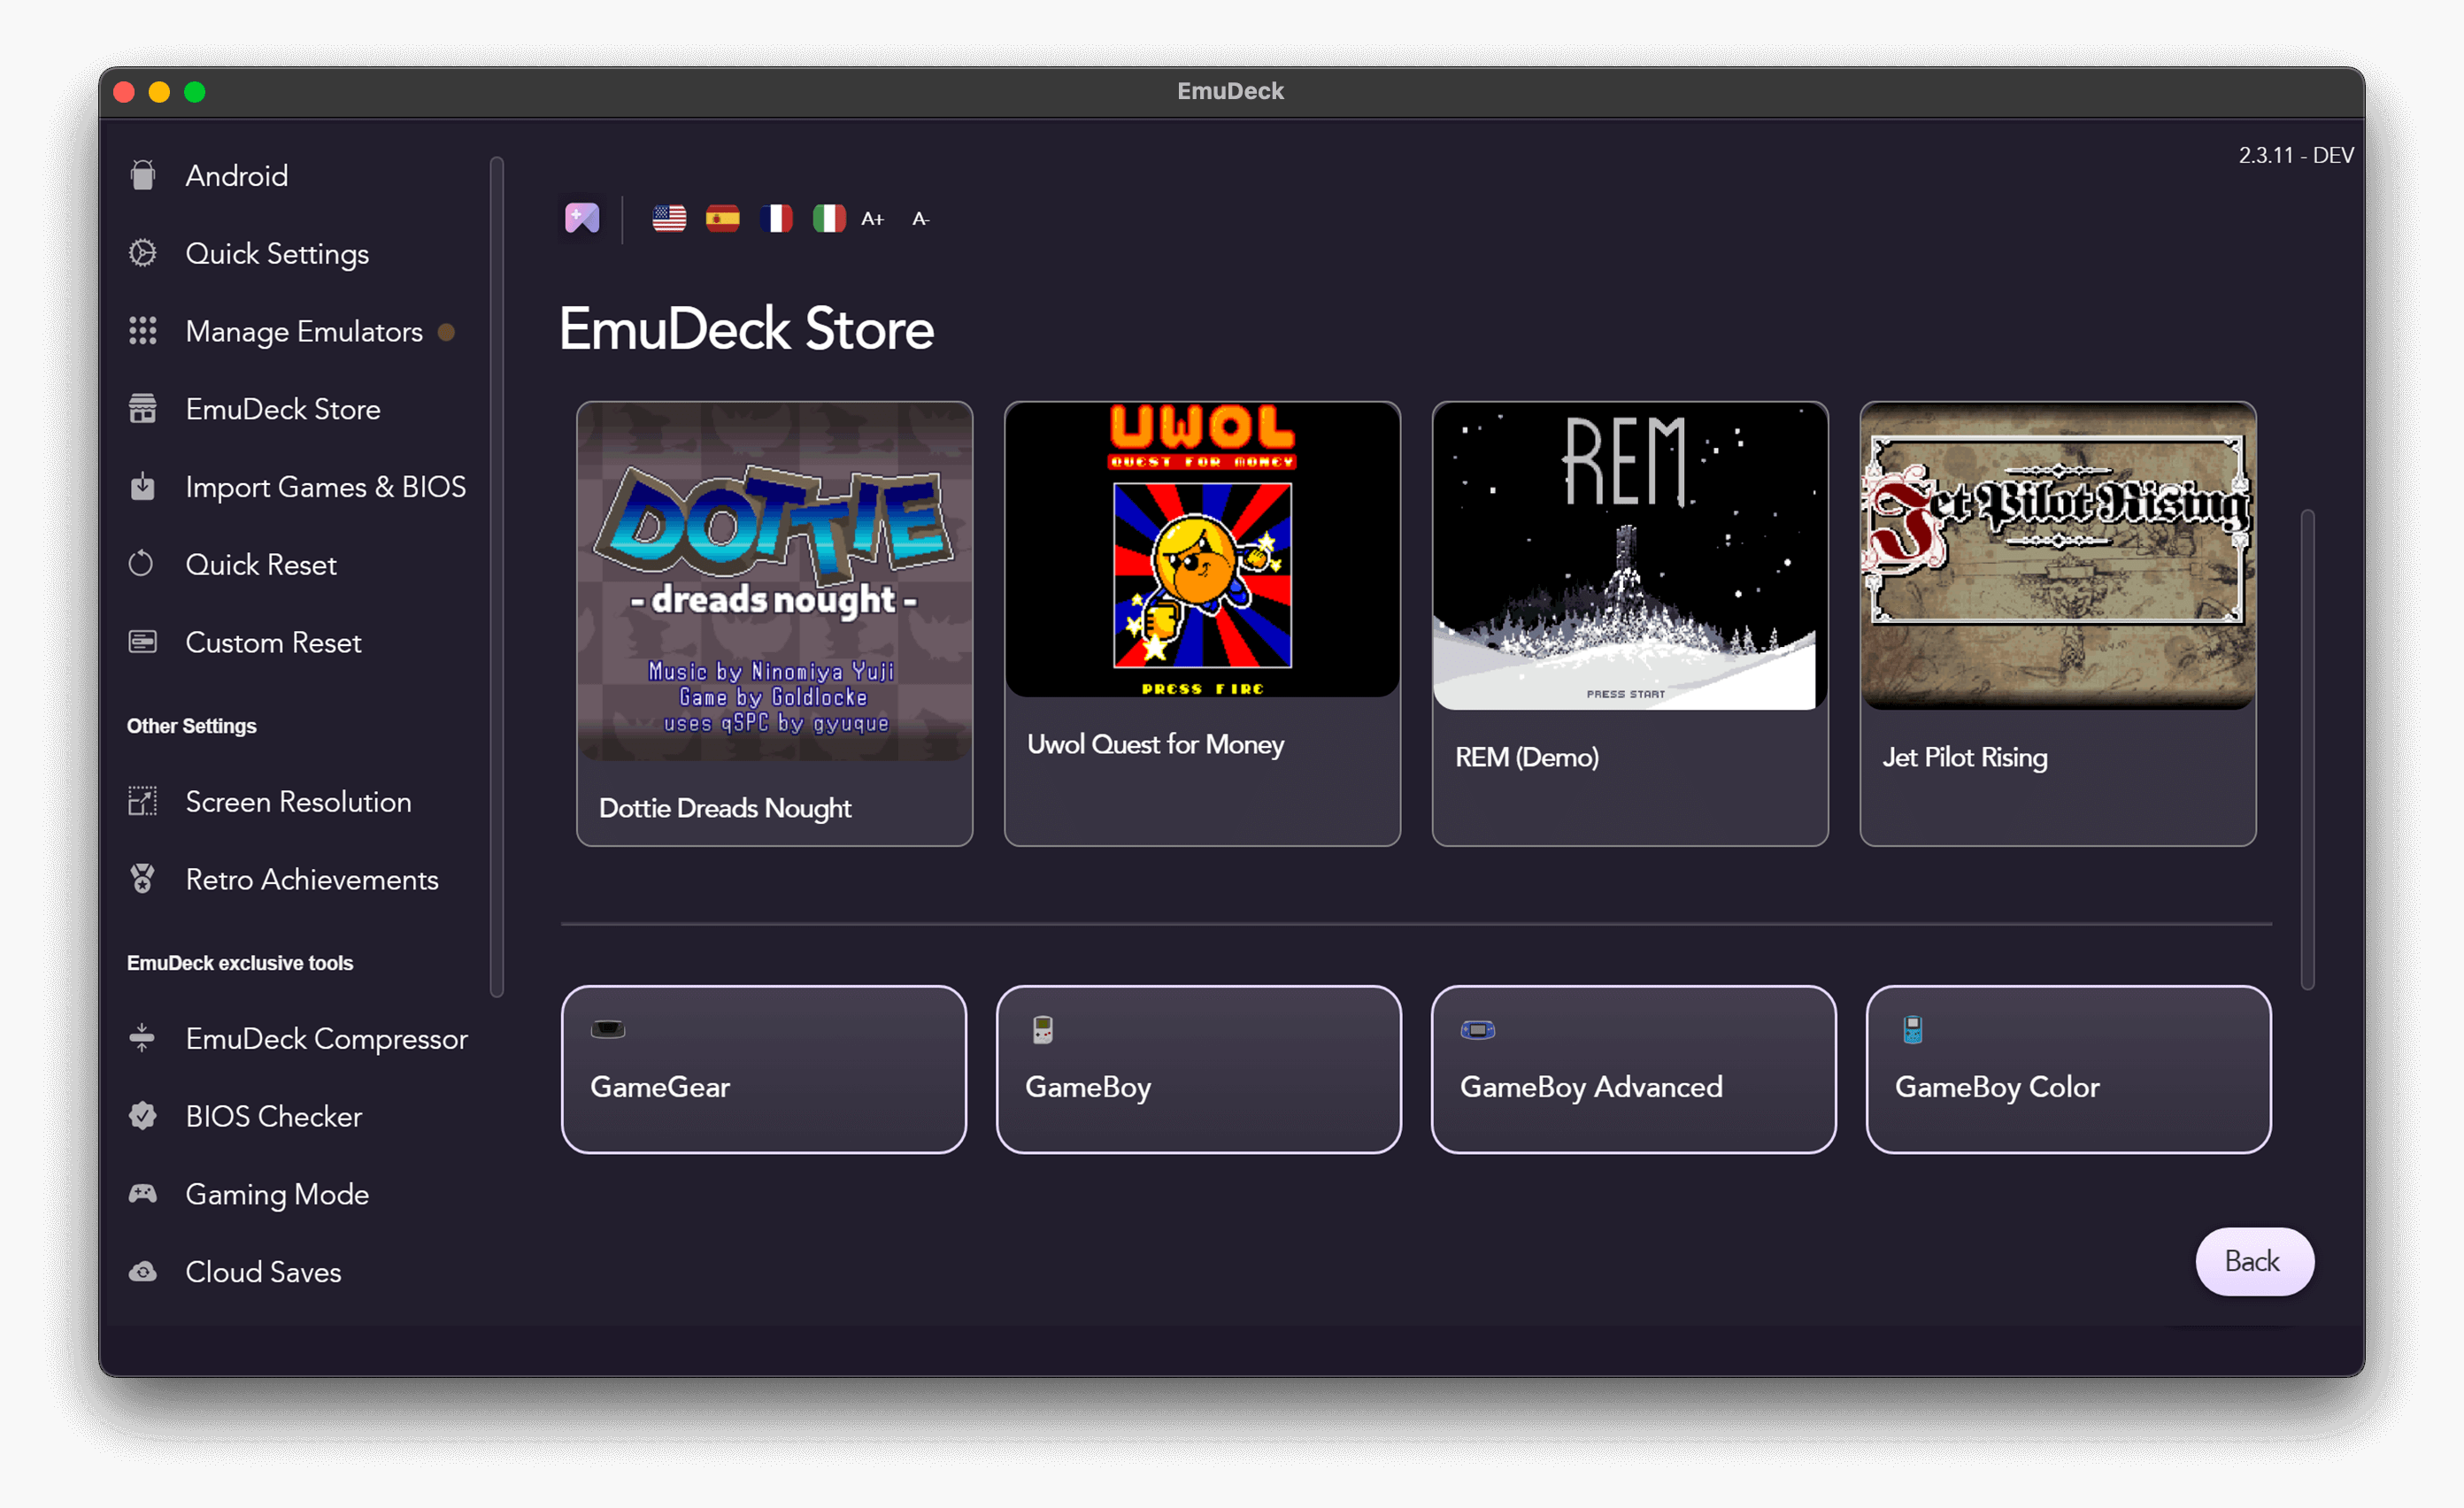 EmuDeck
2.3.11 - DEV
Android
Quick Settings
Manage Emulators
EmuDeck Store
Import Games & BIOS
Quick Reset
Custom Reset
Other Settings
Screen Resolution
Retro Achievements
EmuDeck exclusive tools
EmuDeck Compressor
BIOS Checker
Gaming Mode
Cloud Saves
A+ A-
EmuDeck Store
DOTTIE
- dreads nought -
Music by Ninomiya Yuji
Game by Goldlocke
uses qSPC by gyuque
Dottie Dreads Nought
UWOL
QUEST FOR MONEY
PRESS FIRE
Uwol Quest for Money
REM
PRESS START
REM (Demo)
Jet Pilot Rising
Jet Pilot Rising
GameGear
GameBoy
GameBoy Advanced
GameBoy Color
Back